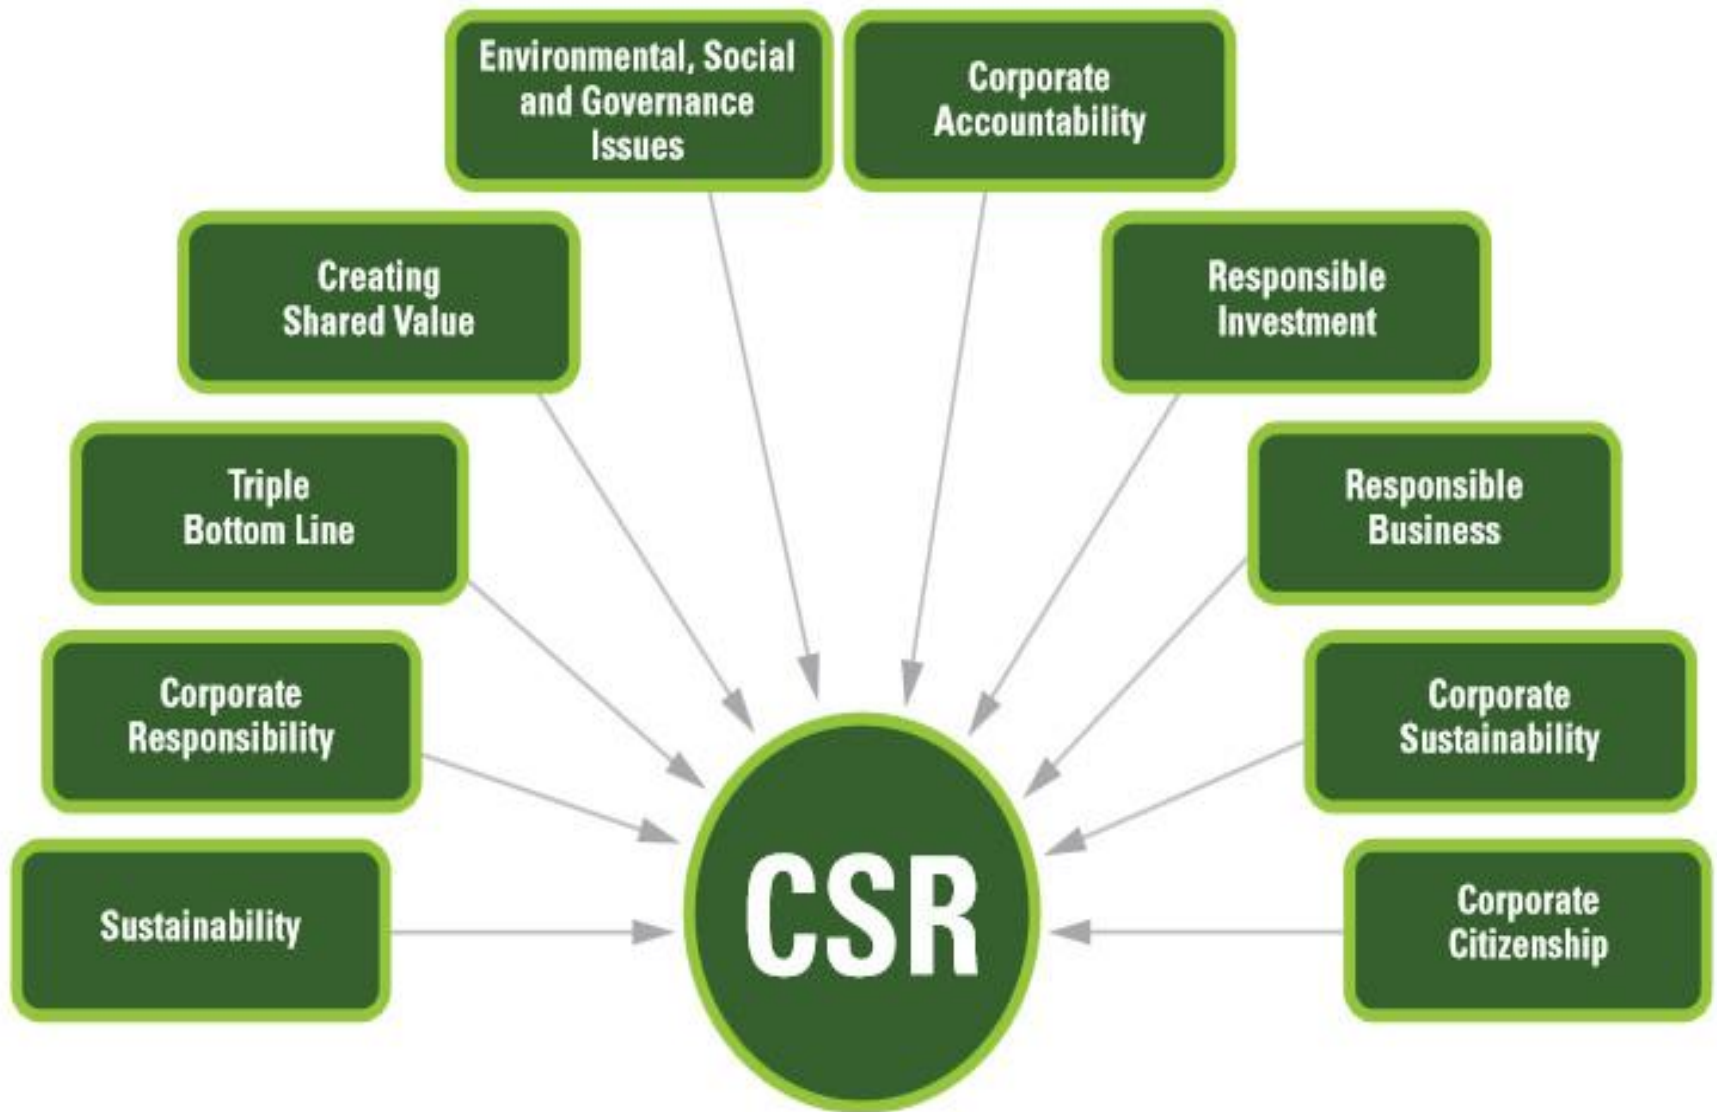 Environmental, Social
and Governance
Issues
Corporate
Accountability
Creating
Shared Value
Responsible
Investment
Triple
Bottom Line
Responsible
Business
Corporate
Responsibility
Corporate
Sustainability
Sustainability
CSR
Corporate
Citizenship